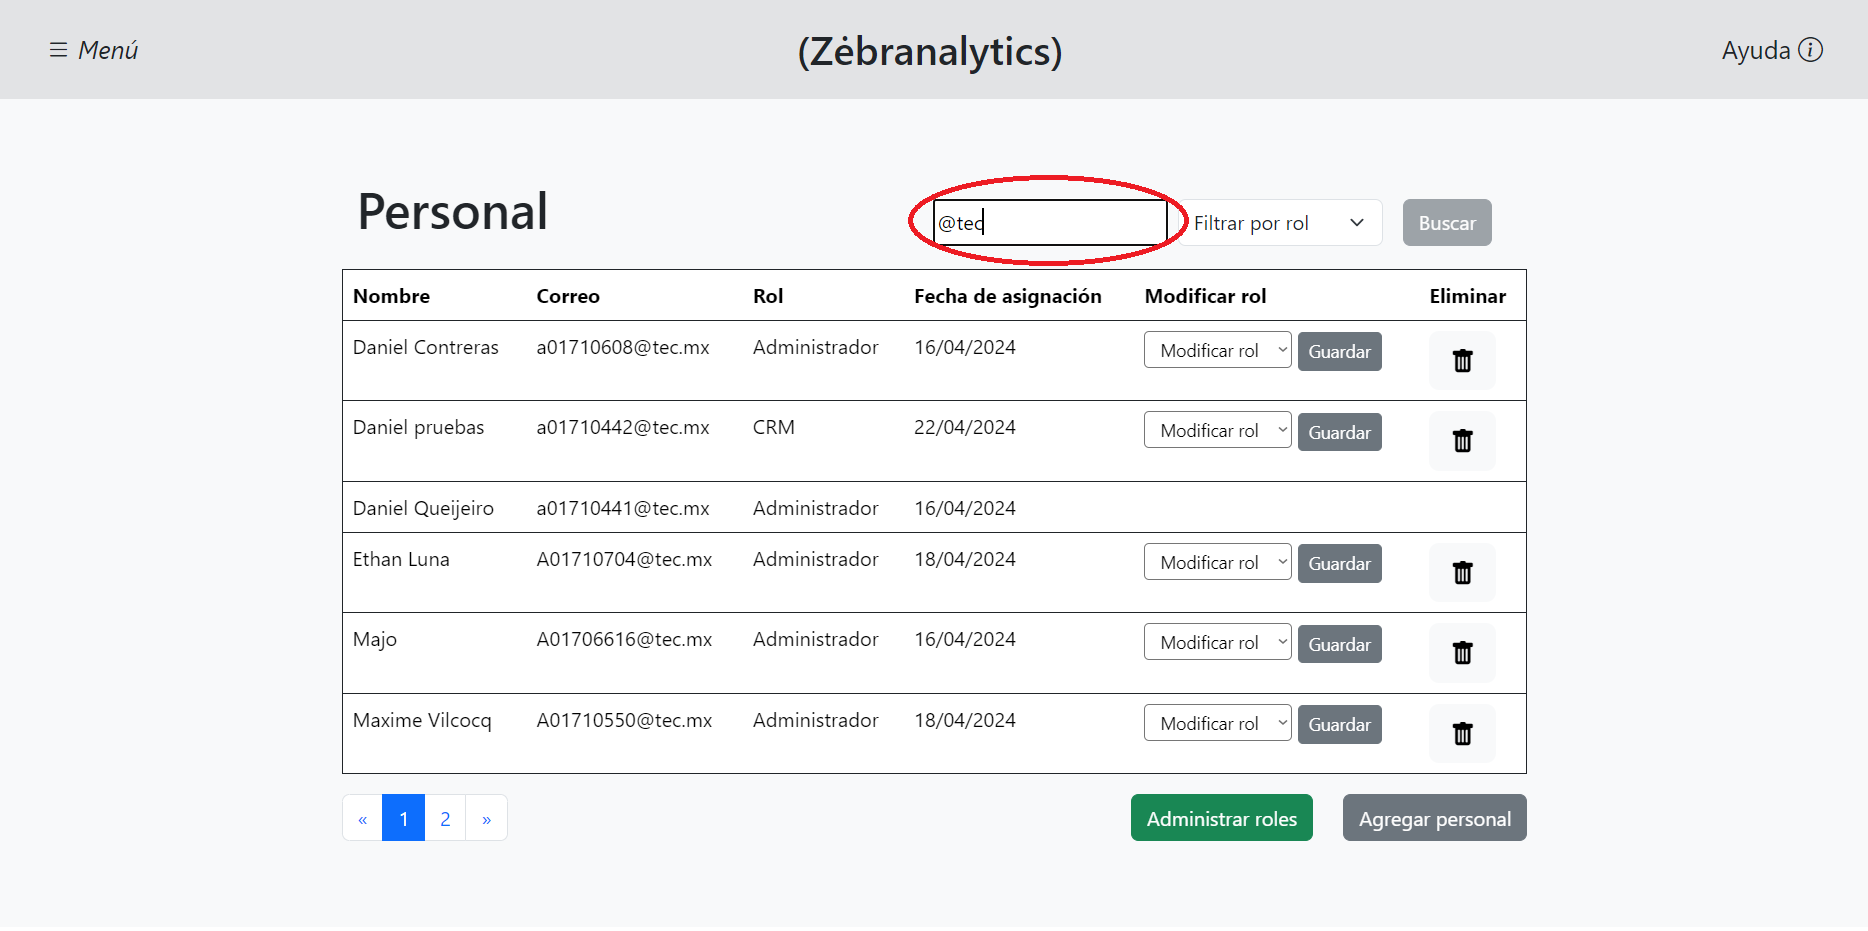 Menú
(Zėbranalytics)
Ayuda
Personal
@tec
Filtrar por rol
Buscar
Nombre Correo Rol Fecha de asignación Modificar rol Eliminar
Daniel Contreras a01710608@tec.mx Administrador 16/04/2024 Modificar rol Guardar
Daniel pruebas a01710442@tec.mx CRM 22/04/2024 Modificar rol Guardar
Daniel Queijeiro a01710441@tec.mx Administrador 16/04/2024
Ethan Luna A01710704@tec.mx Administrador 18/04/2024 Modificar rol Guardar
Majo A01706616@tec.mx Administrador 16/04/2024 Modificar rol Guardar
Maxime Vilcocq A01710550@tec.mx Administrador 18/04/2024 Modificar rol Guardar
« 1 2 »
Administrar roles
Agregar personal